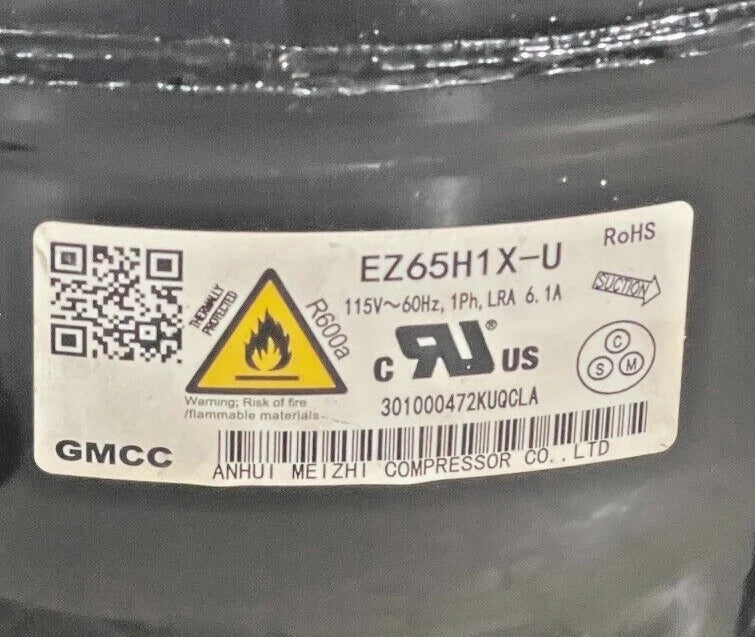 RoHS
EZ65H1X-U
115V~60Hz, 1Ph, LRA 6.1A
SUCTION
THERMALLY
PROTECTED
R600a
Warning; Risk of fire
/flammable materials
C RU® US
C
S M
301000472KUQCLA
GMCC
ANHUI MEIZHI COMPRESSOR CO.,LTD